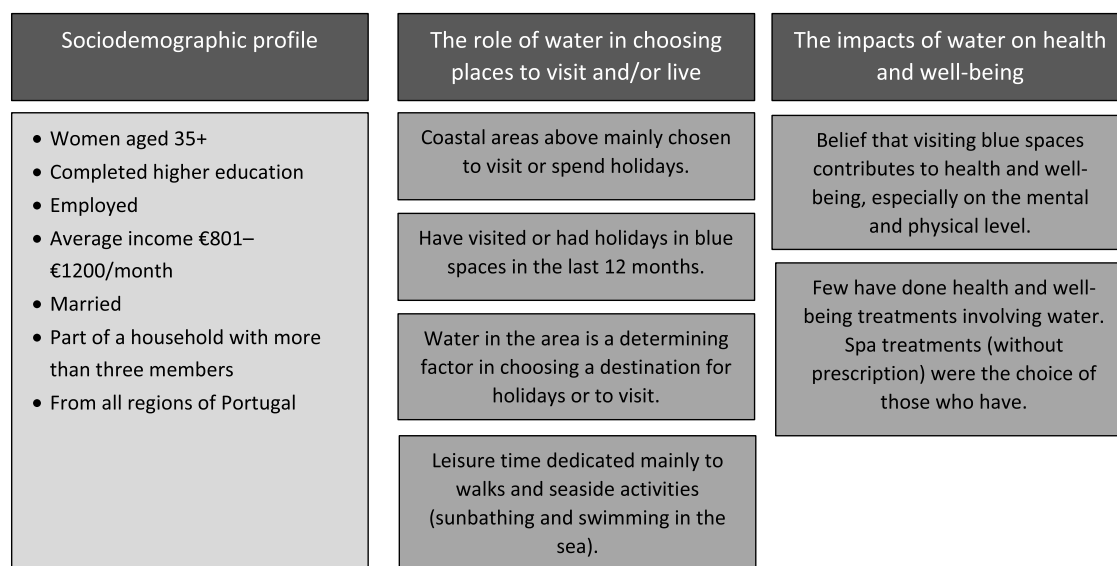 Sociodemographic profile
• Women aged 35+
• Completed higher education
• Employed
• Average income €801–
€1200/month
• Married
• Part of a household with more
than three members
• From all regions of Portugal
The role of water in choosing
places to visit and/or live
Coastal areas above mainly chosen
to visit or spend holidays.
Have visited or had holidays in blue
spaces in the last 12 months.
Water in the area is a determining
factor in choosing a destination for
holidays or to visit.
Leisure time dedicated mainly to
walks and seaside activities
(sunbathing and swimming in the
sea).
The impacts of water on health
and well-being
Belief that visiting blue spaces
contributes to health and well-
being, especially on the mental
and physical level.
Few have done health and well-
being treatments involving water.
Spa treatments (without
prescription) were the choice of
those who have.